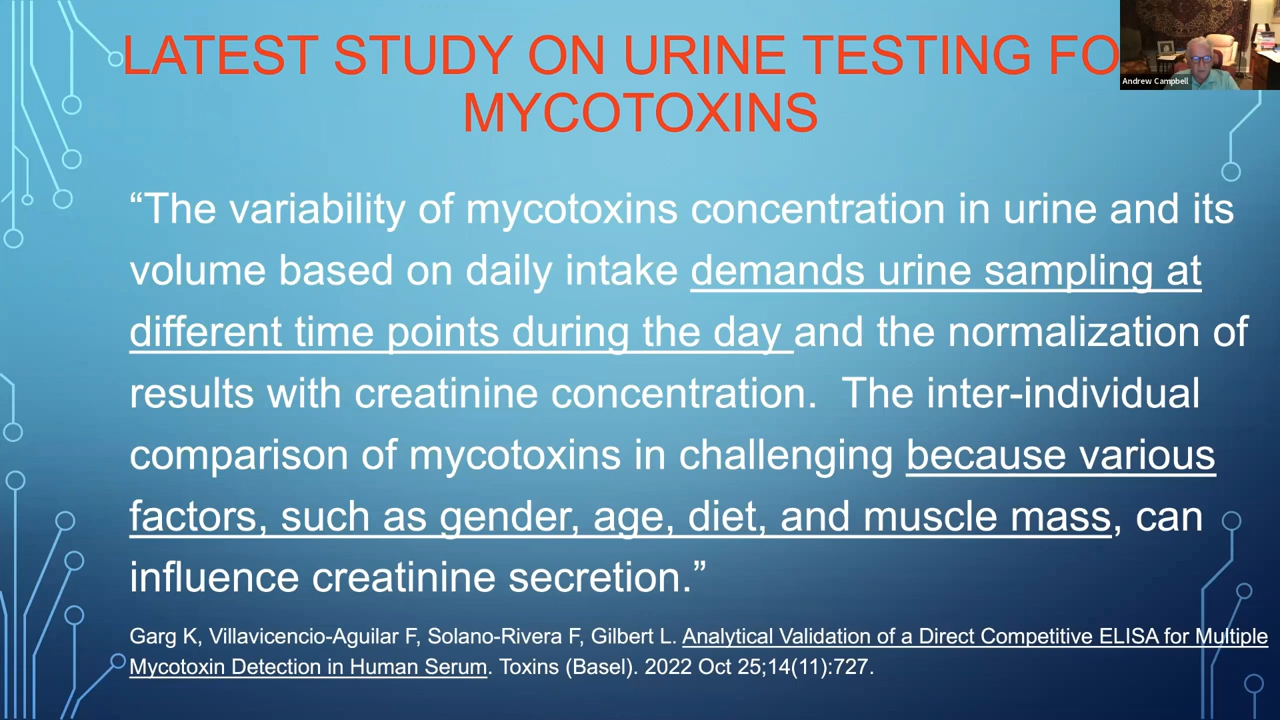 LATEST STUDY ON URINE TESTING FO
MYCOTOXINS
Andrew Campbell
“The variability of mycotoxins concentration in urine and its
volume based on daily intake demands urine sampling at
different time points during the day and the normalization of
results with creatinine concentration.  The inter-individual
comparison of mycotoxins in challenging because various
factors, such as gender, age, diet, and muscle mass, can
influence creatinine secretion.”
Garg K, Villavicencio-Aguilar F, Solano-Rivera F, Gilbert L. Analytical Validation of a Direct Competitive ELISA for Multiple
Mycotoxin Detection in Human Serum. Toxins (Basel). 2022 Oct 25;14(11):727.